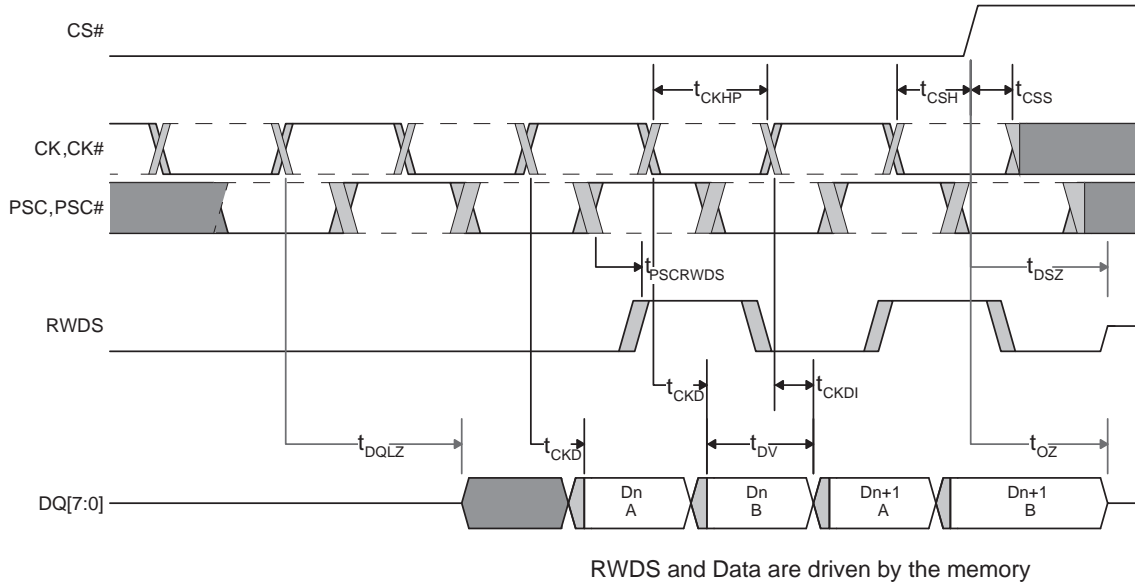 CS#
tCKHP
tCSH
tCSS
CK,CK#
PSC,PSC#
tPSCRWDS
tDSZ
RWDS
tCKD
tCKDI
tDQLZ
tCKD
tDV
tOZ
DQ[7:0]
Dn
A
Dn
B
Dn+1
A
Dn+1
B
RWDS and Data are driven by the memory